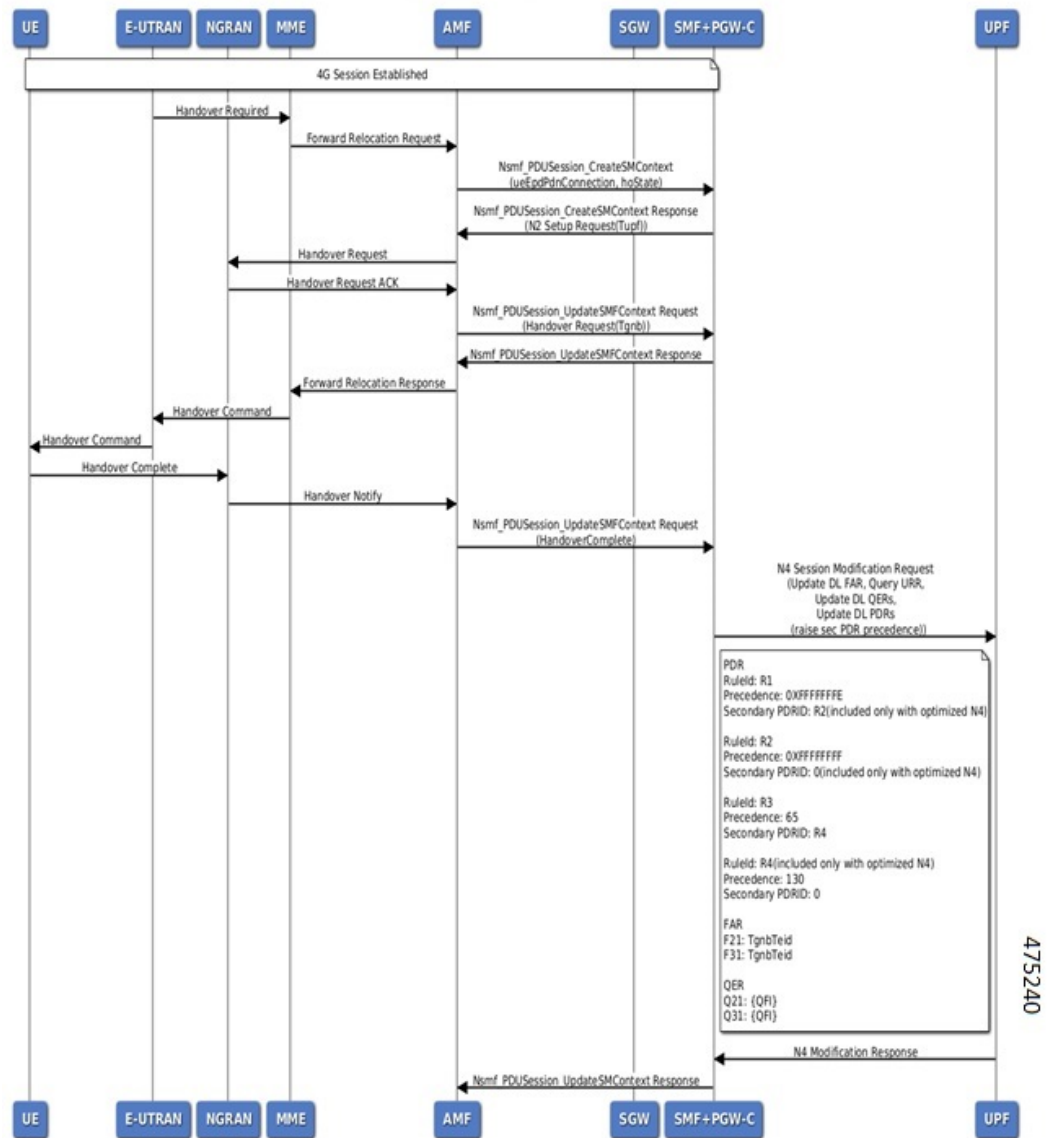 UE E-UTRAN NGRAN MME AMF SGW SMF+PGW-C UPF
4G Session Established
Handover Required
Forward Relocation Request
Nsmf_PDUSession_CreateSMContext
(ueEpdPdnConnection, hoState)
Nsmf_PDUSession_CreateSMContext Response
(N2 Setup Request(Tupf))
Handover Request
Handover Request ACK
Nsmf_PDUSession_UpdateSMFContext Request
(Handover Request(Tgnb))
Nsmf_PDUSession_UpdateSMFContext Response
Forward Relocation Response
Handover Command
Handover Command
Handover Complete
Handover Notify
Nsmf_PDUSession_UpdateSMFContext Request
(HandoverComplete)
N4 Session Modification Request
(Update DL FAR, Query URR,
Update DL QERs,
Update DL PDRs
(raise sec PDR precedence))
PDR
RuleId: R1
Precedence: 0XFFFFFFFE
Secondary PDRID: R2(included only with optimized N4)
RuleId: R2
Precedence: 0XFFFFFFFF
Secondary PDRID: 0(included only with optimized N4)
RuleId: R3
Precedence: 65
Secondary PDRID: R4
RuleId: R4(included only with optimized N4)
Precedence: 130
Secondary PDRID: 0
FAR
F21: TgnbTeid
F31: TgnbTeid
QER
Q21: {QFI}
Q31: {QFI}
475240
N4 Modification Response
Nsmf_PDUSession_UpdateSMContext Response
UE E-UTRAN NGRAN MME AMF SGW SMF+PGW-C UPF